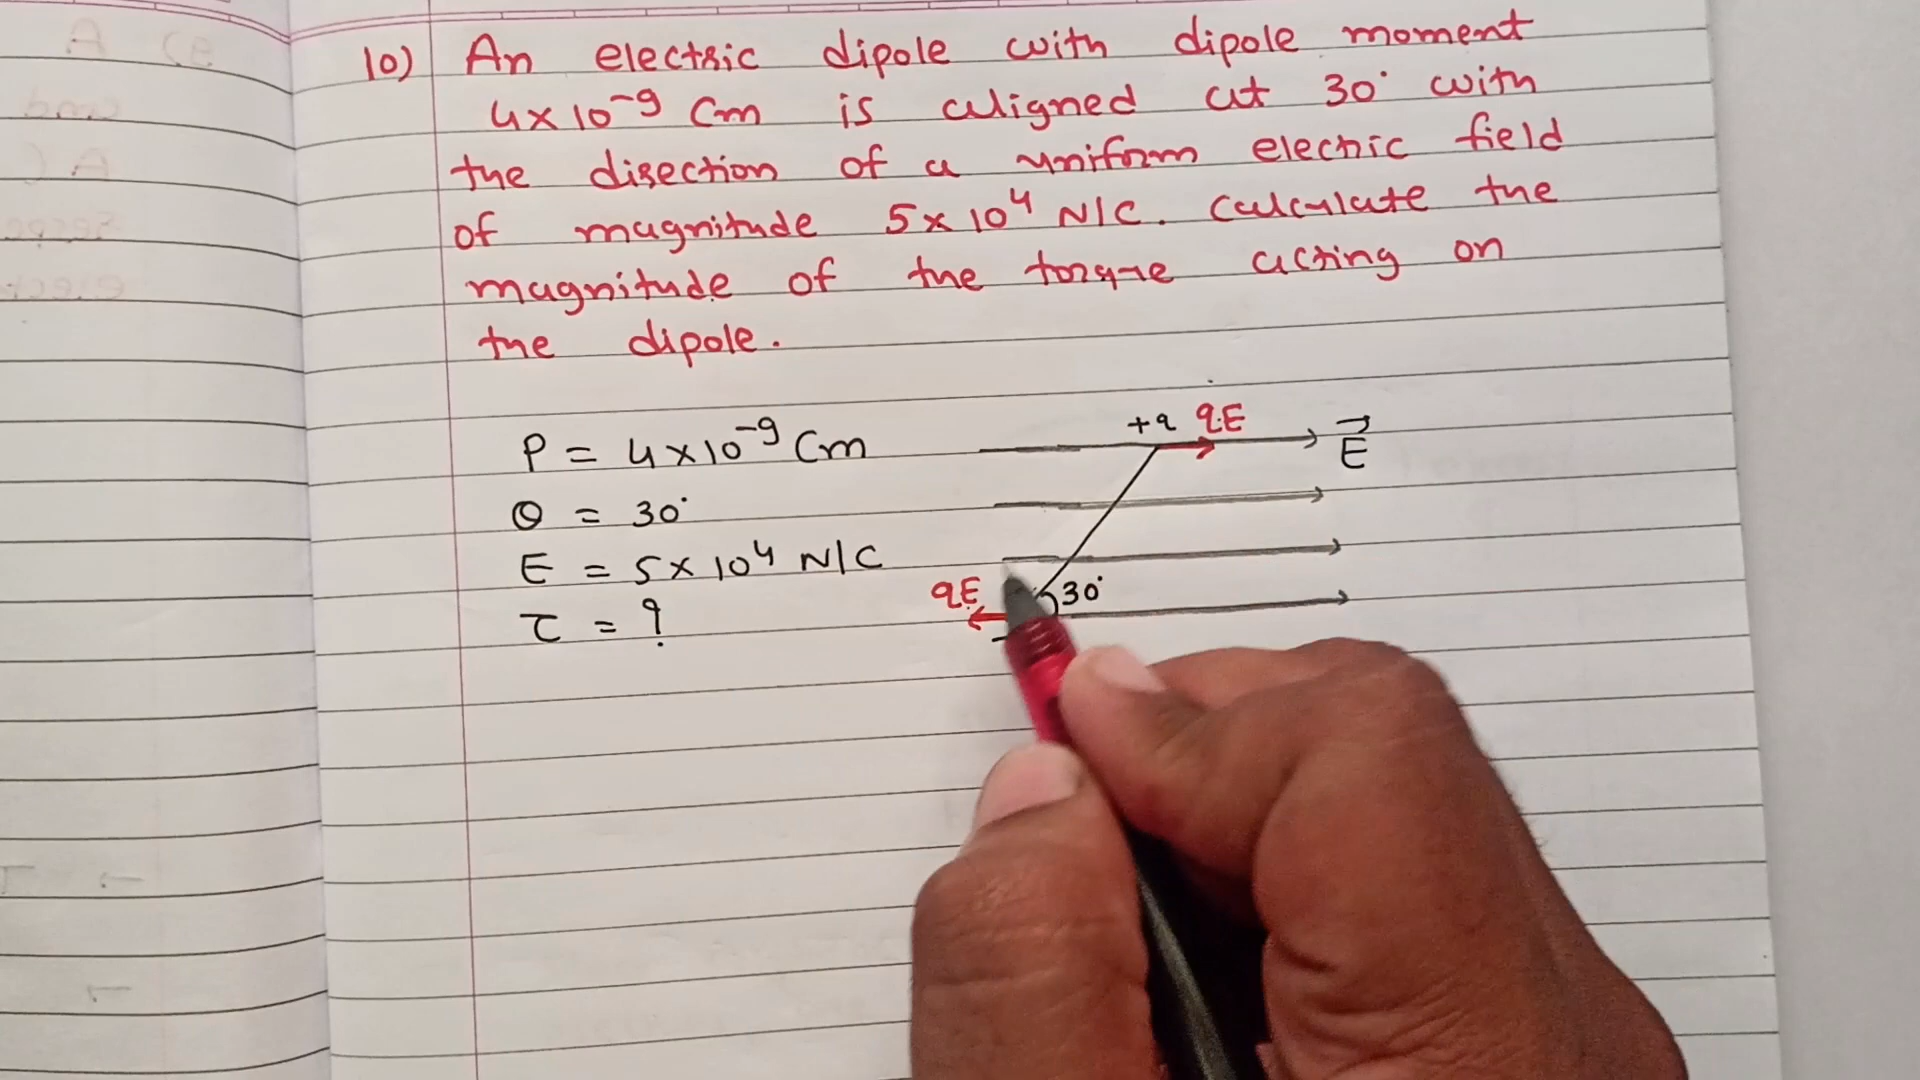 10) An electric dipole with dipole moment
4×10⁻⁹ Cm is aligned at 30° with
the direction of a uniform electric field
of magnitude 5×10⁴ N/C. Calculate the
magnitude of the torque acting on
the dipole.
P = 4×10⁻⁹ Cm
θ = 30°
E = 5×10⁴ N/C
τ = ?
+q qE
E⃗
qE 30°